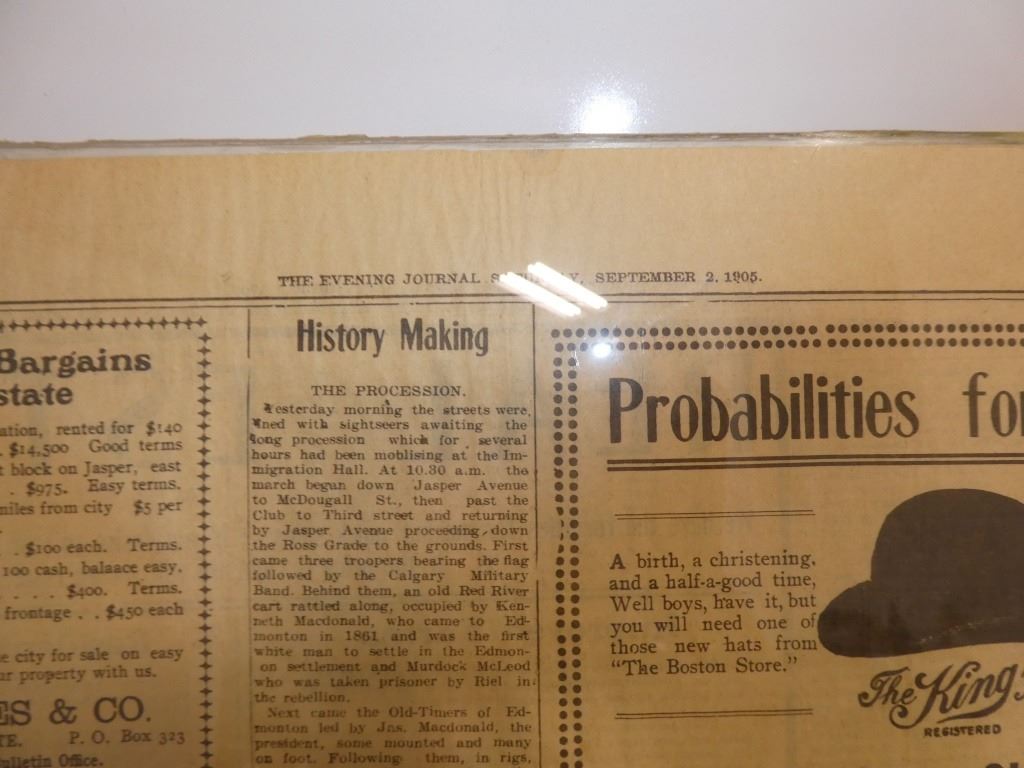 THE EVENING JOURNAL SEPTEMBER 2, 1905.
Bargains
state
ation, rented for $140
. $14,500 Good terms
t block on Jasper, east
. $975. Easy terms.
miles from city $5 per
. . $100 each. Terms.
100 cash, balaace easy.
. . . . $400. Terms.
frontage . . $450 each
e city for sale on easy
ur property with us.
ES & CO.
TE. P. O. Box 323
ulletin Office.
History Making
THE PROCESSION.
Yesterday morning the streets were
ined with sightseers awaiting the
long procession which for several
hours had been moblising at the Im-
migration Hall. At 10.30 a.m. the
march began down Jasper Avenue
to McDougall St., then past the
Club to Third street and returning
by Jasper Avenue proceeding down
the Ross Grade to the grounds. First
came three troopers bearing the flag
followed by the Calgary Military
Band. Behind them, an old Red River
cart rattled along, occupied by Ken-
neth Macdonald, who came to Ed-
monton in 1861 and was the first
white man to settle in the Edmon-
on settlement and Murdock McLeod
who was taken prisoner by Riel in
the rebellion.
Next came the Old-Timers of Ed-
monton led by Jas. Macdonald, the
president, some mounted and many
on foot. Following them, in rigs,
Probabilities for
A birth, a christening,
and a half-a-good time,
Well boys, have it, but
you will need one of
those new hats from
"The Boston Store."
The King
REGISTERED